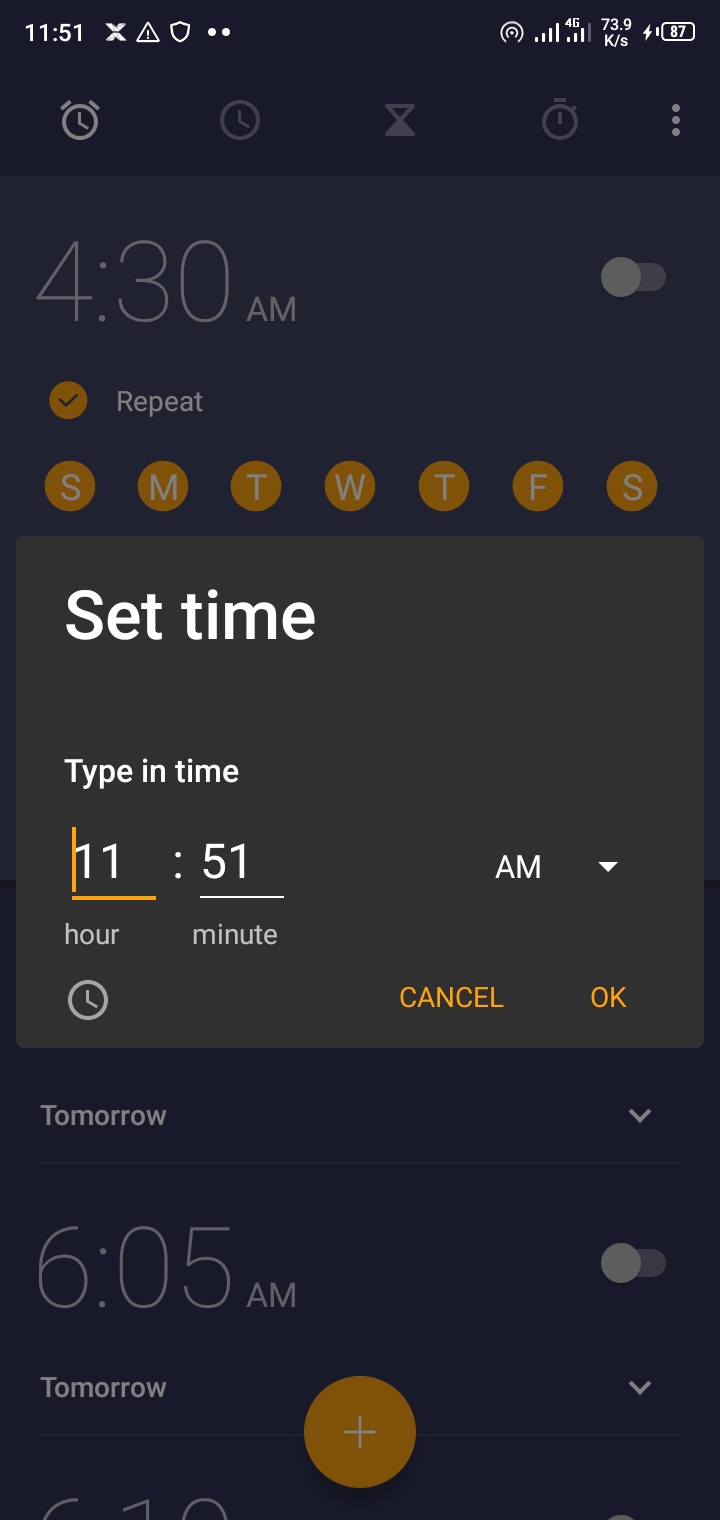 11:51 4G 73.9 K/s 87
4:30 AM
Repeat
S M T W T F S
Set time
Type in time
11 : 51 AM
hour minute
CANCEL OK
Tomorrow
6:05 AM
Tomorrow